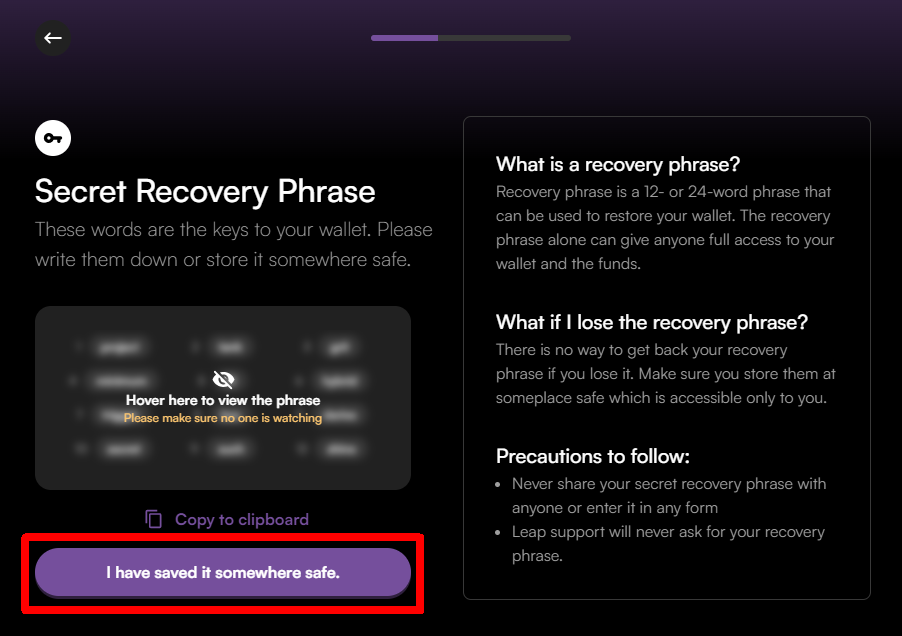 Secret Recovery Phrase
These words are the keys to your wallet. Please
write them down or store it somewhere safe.
Hover here to view the phrase
Please make sure no one is watching
Copy to clipboard
I have saved it somewhere safe.
What is a recovery phrase?
Recovery phrase is a 12- or 24-word phrase that
can be used to restore your wallet. The recovery
phrase alone can give anyone full access to your
wallet and the funds.
What if I lose the recovery phrase?
There is no way to get back your recovery
phrase if you lose it. Make sure you store them at
someplace safe which is accessible only to you.
Precautions to follow:
• Never share your secret recovery phrase with
anyone or enter it in any form
• Leap support will never ask for your recovery
phrase.